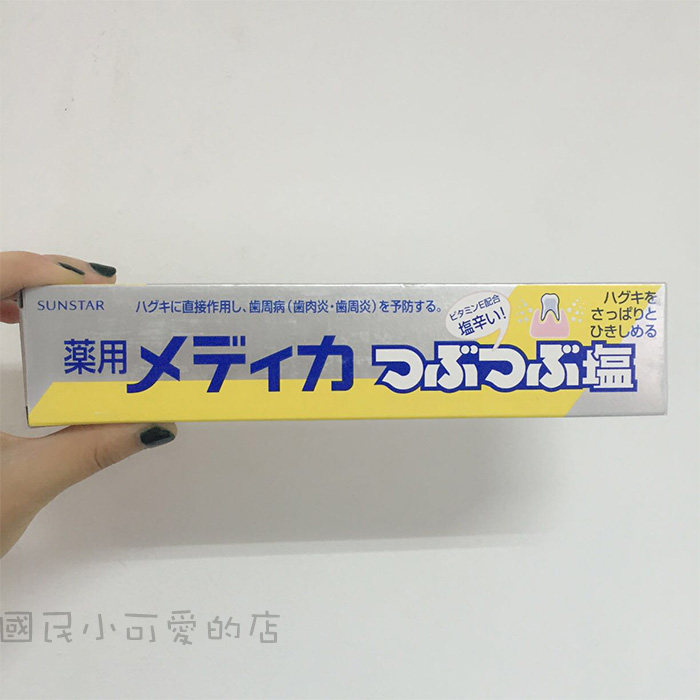 SUNSTAR
ハグキに直接作用し、歯周病(歯肉炎・歯周炎)を予防する。
ビタミンE配合
塩辛い!
ハグキを
さっぱりと
ひきしめる
薬用メディカ つぶつぶ塩
國民小可愛的店